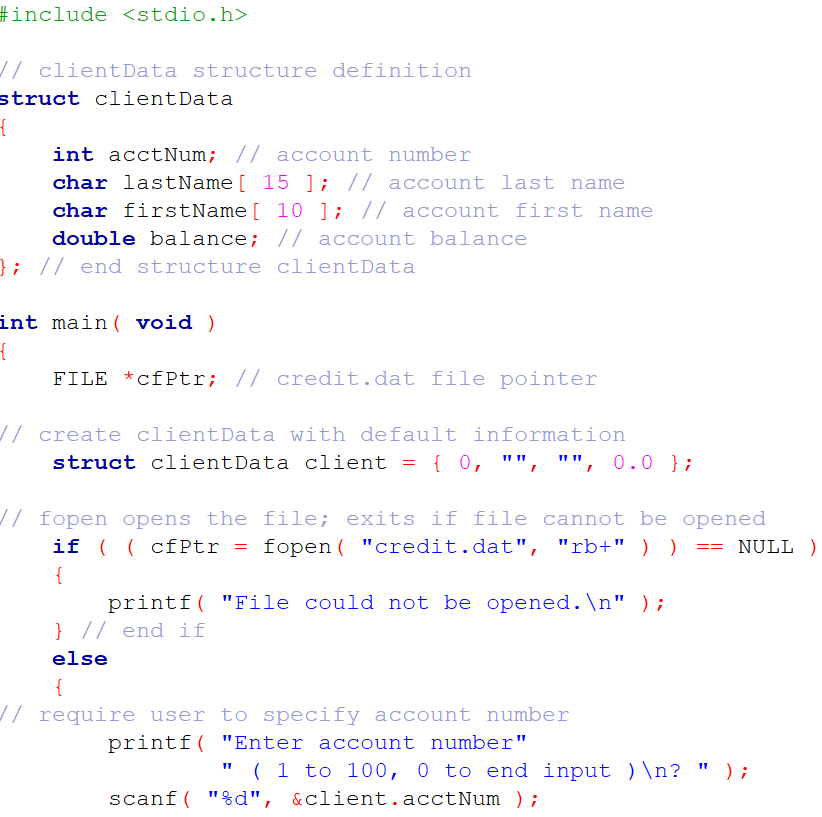 #include <stdio.h>
// clientData structure definition
struct clientData
{
int acctNum; // account number
char lastName[ 15 ]; // account last name
char firstName[ 10 ]; // account first name
double balance; // account balance
}; // end structure clientData
int main( void )
{
FILE *cfPtr; // credit.dat file pointer
// create clientData with default information
struct clientData client = { 0, "", "", 0.0 };
// fopen opens the file; exits if file cannot be opened
if ( ( cfPtr = fopen( "credit.dat", "rb+" ) ) == NULL )
{
printf( "File could not be opened.\n" );
} // end if
else
{
// require user to specify account number
printf( "Enter account number"
" ( 1 to 100, 0 to end input )\n? " );
scanf( "%d", &client.acctNum );